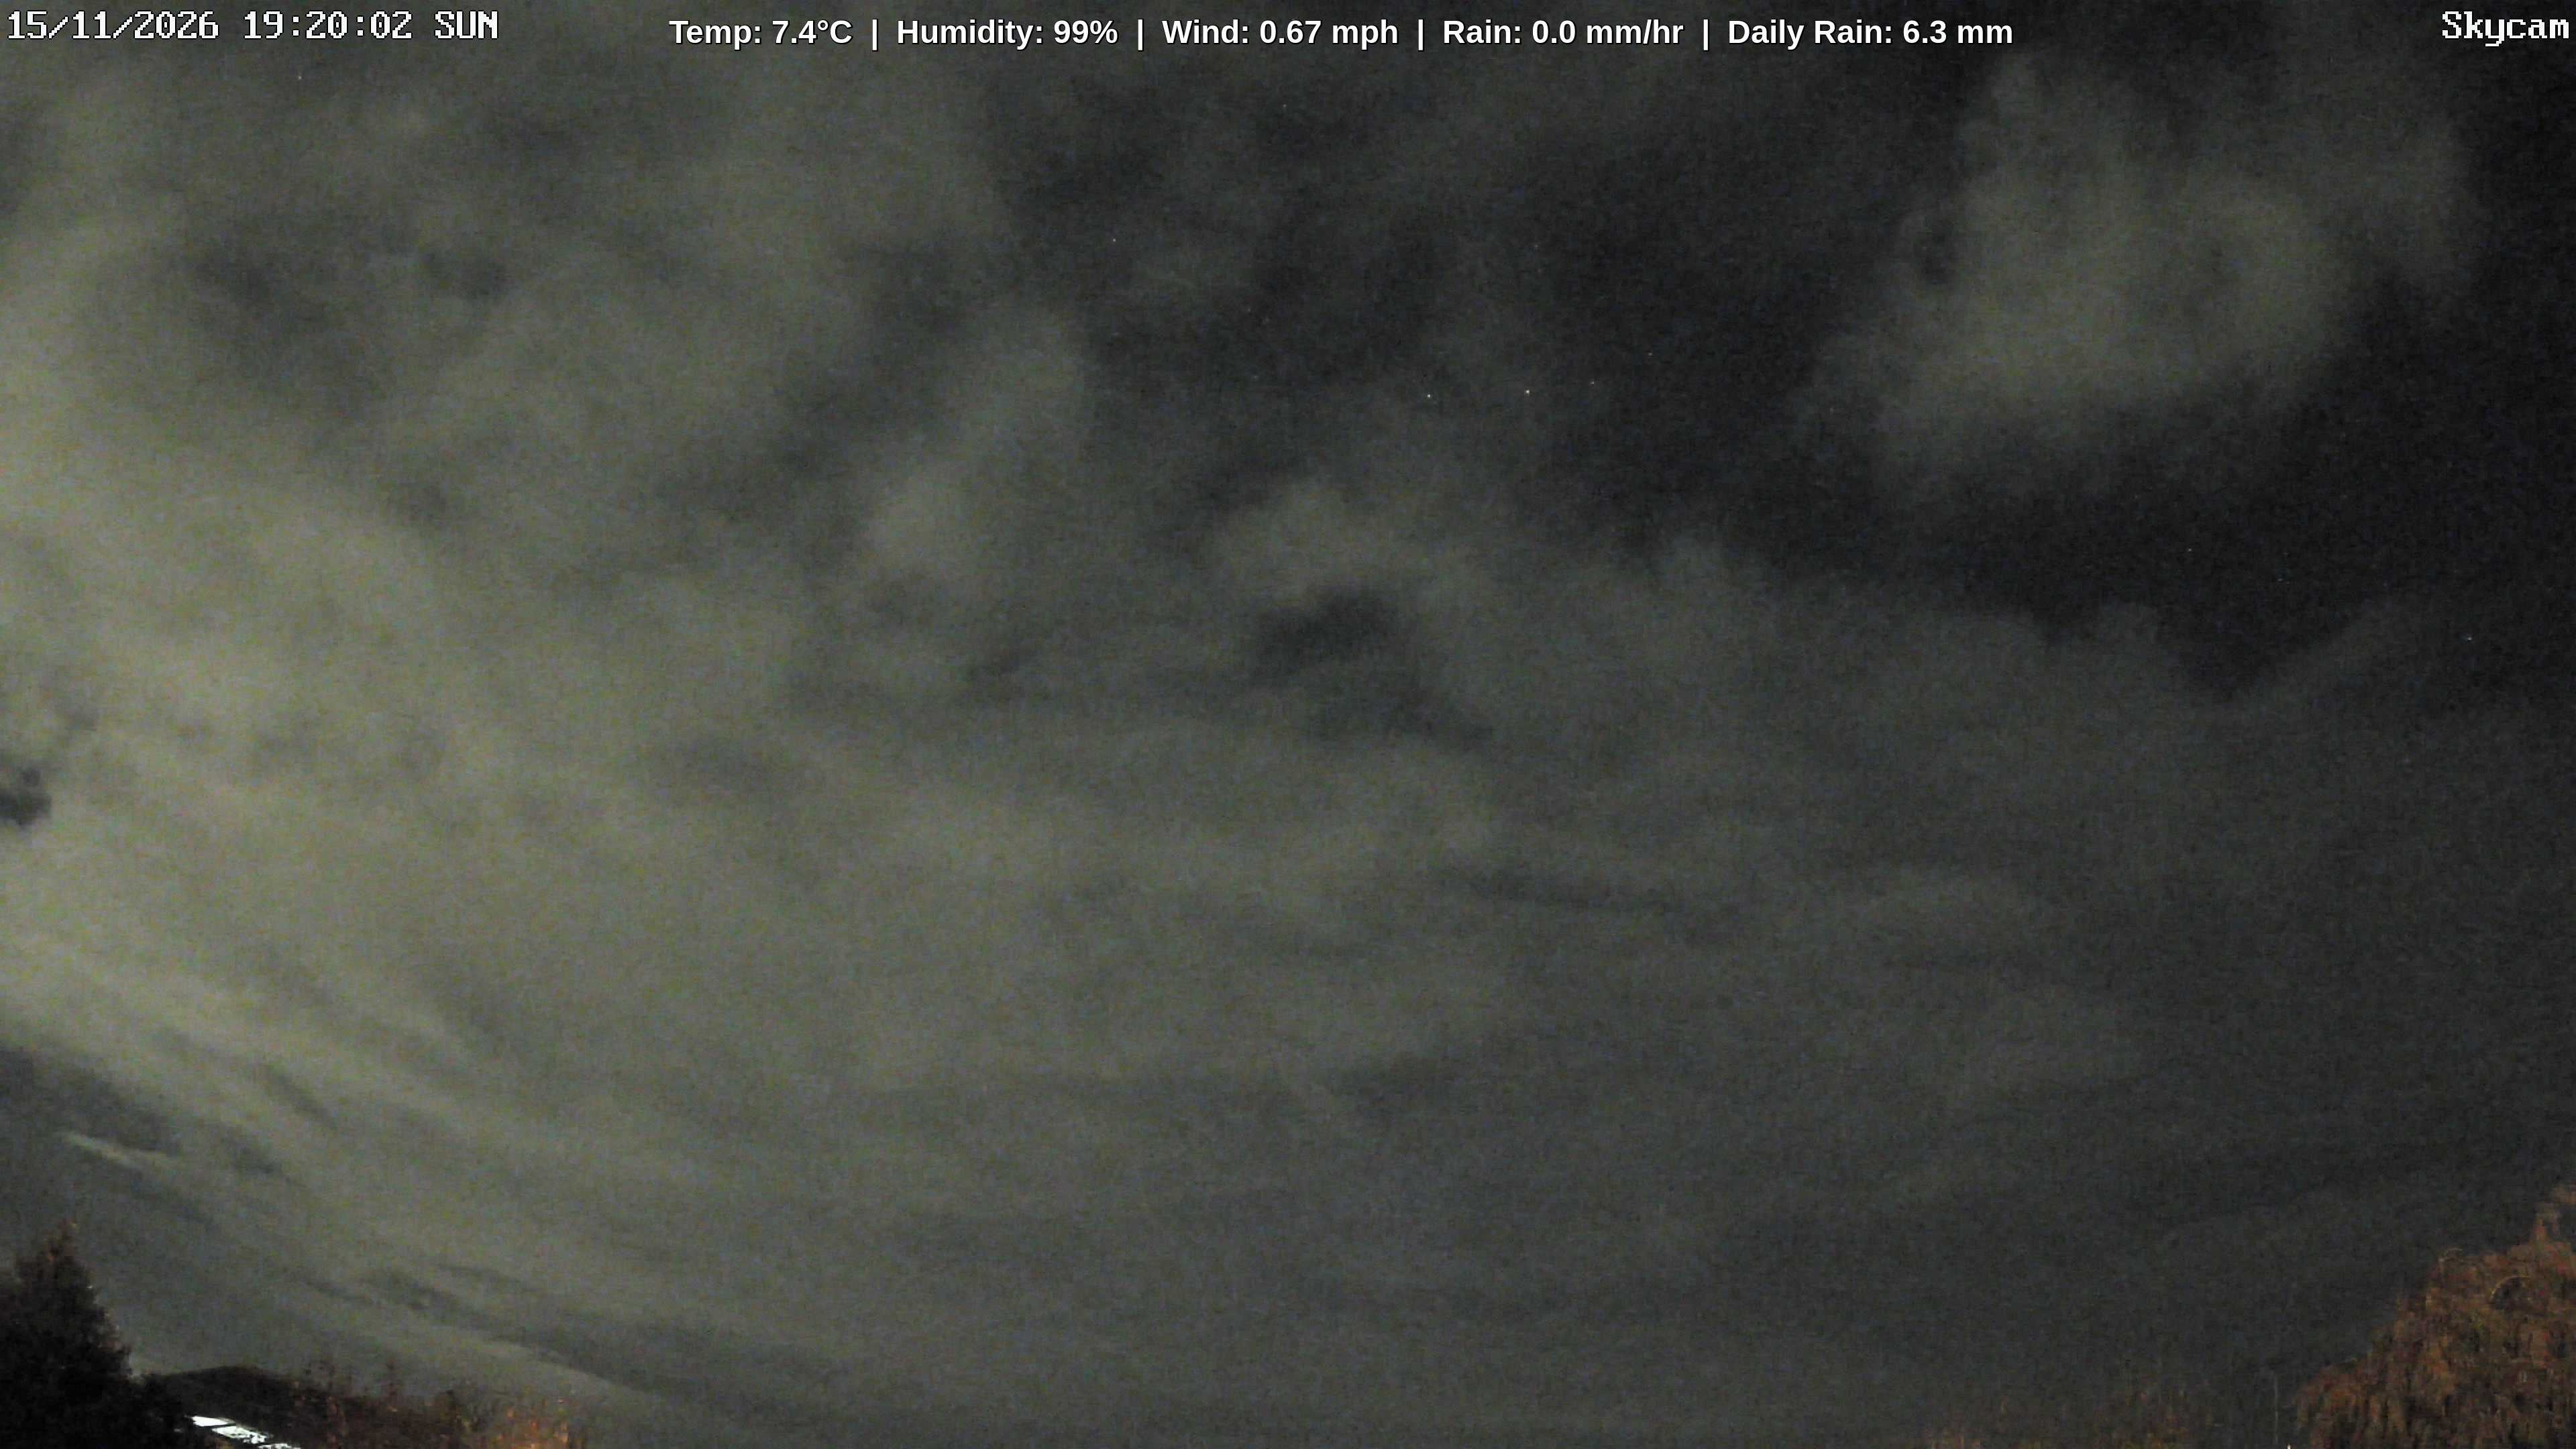 15/11/2026 19:20:02 SUN
Temp: 7.4°C | Humidity: 99% | Wind: 0.67 mph | Rain: 0.0 mm/hr | Daily Rain: 6.3 mm
Skycam